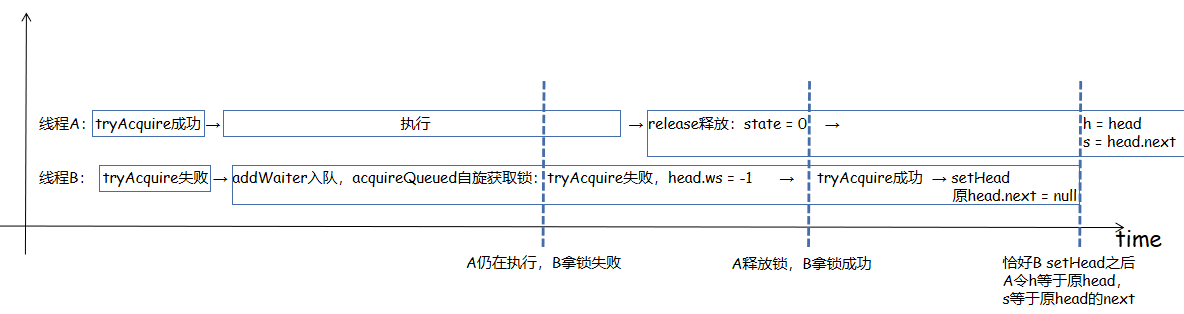 线程A： tryAcquire成功 → 执行 → release释放：state = 0 → h = head
s = head.next
线程B： tryAcquire失败 → addWaiter入队，acquireQueued自旋获取锁：tryAcquire失败，head.ws = -1 → tryAcquire成功 → setHead
原head.next = null
time
A仍在执行，B拿锁失败
A释放锁，B拿锁成功
恰好B setHead之后
A令h等于原head，
s等于原head的next